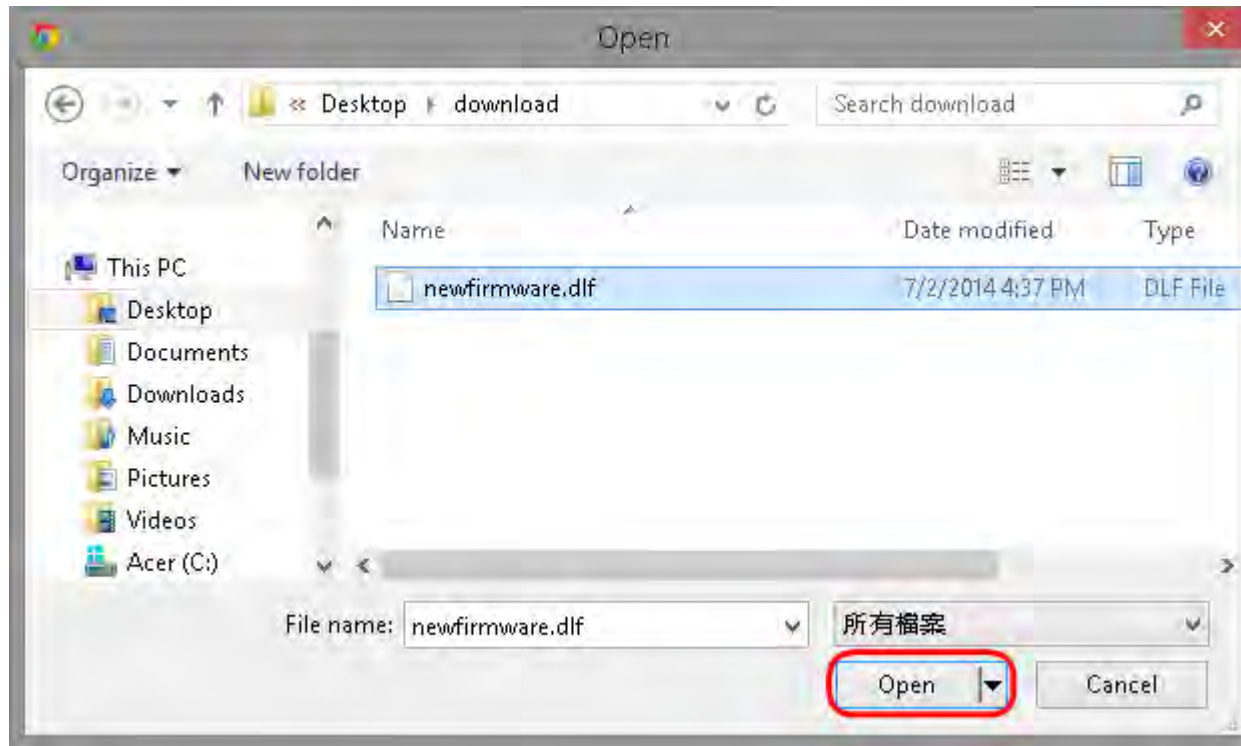 Open
« Desktop download
Search download
Organize
New folder
Name
Date modified
Type
This PC
newfirmware.dlf
7/2/2014 4:37 PM
DLF File
Desktop
Documents
Downloads
Music
Pictures
Videos
Acer (C:)
File name:
newfirmware.dlf
所有檔案
Open
Cancel